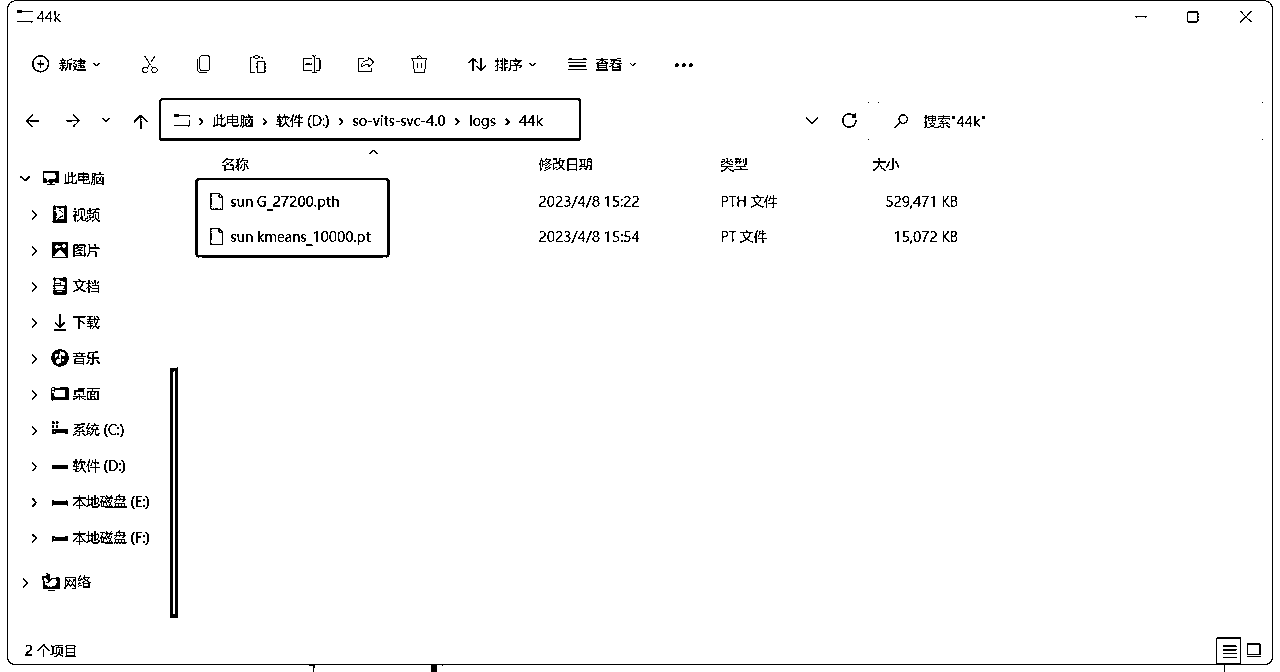 44k
新建 排序 查看 ...
此电脑 > 软件 (D:) > so-vits-svc-4.0 > logs > 44k 搜索"44k"
名称 修改日期 类型 大小
sun G_27200.pth 2023/4/8 15:22 PTH 文件 529,471 KB
sun kmeans_10000.pt 2023/4/8 15:54 PT 文件 15,072 KB
此电脑
视频
图片
文档
下载
音乐
桌面
系统 (C:)
软件 (D:)
本地磁盘 (E:)
本地磁盘 (F:)
网络
2 个项目